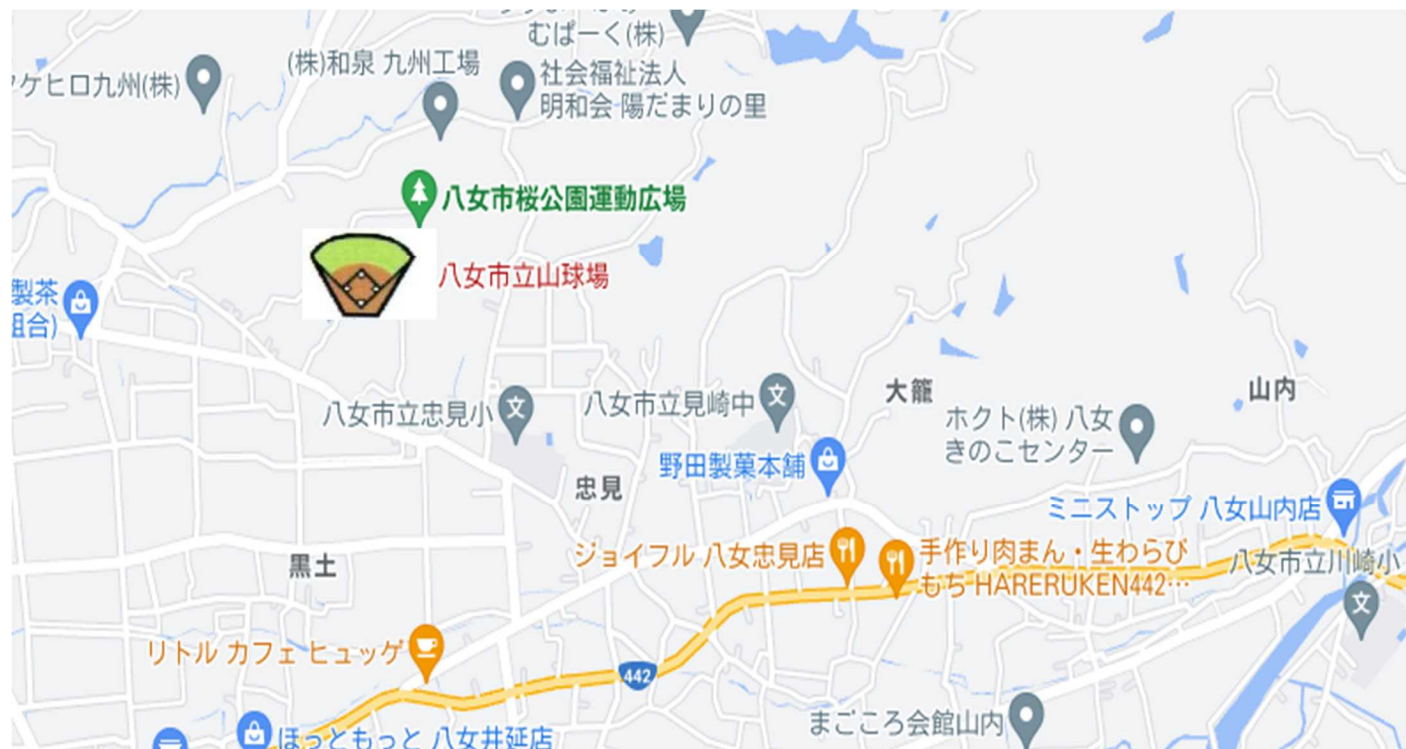 むぱーく(株)
(株)和泉 九州工場
社会福祉法人
明和会 陽だまりの里
ケヒロ九州(株)
八女市桜公園運動広場
八女市立山球場
製茶
組合)
八女市立忠見小
文
八女市立見崎中
文
大籠
山内
ホクト(株) 八女
きのこセンター
野田製菓本舗
忠見
ミニストップ 八女山内店
ジョイフル 八女忠見店
手作り肉まん・生わらび
もち HARERUKEN442…
八女市立川崎小
文
黒土
リトル カフェ ヒュッゲ
442
まごころ会館山内
ほっともっと 八女井延店